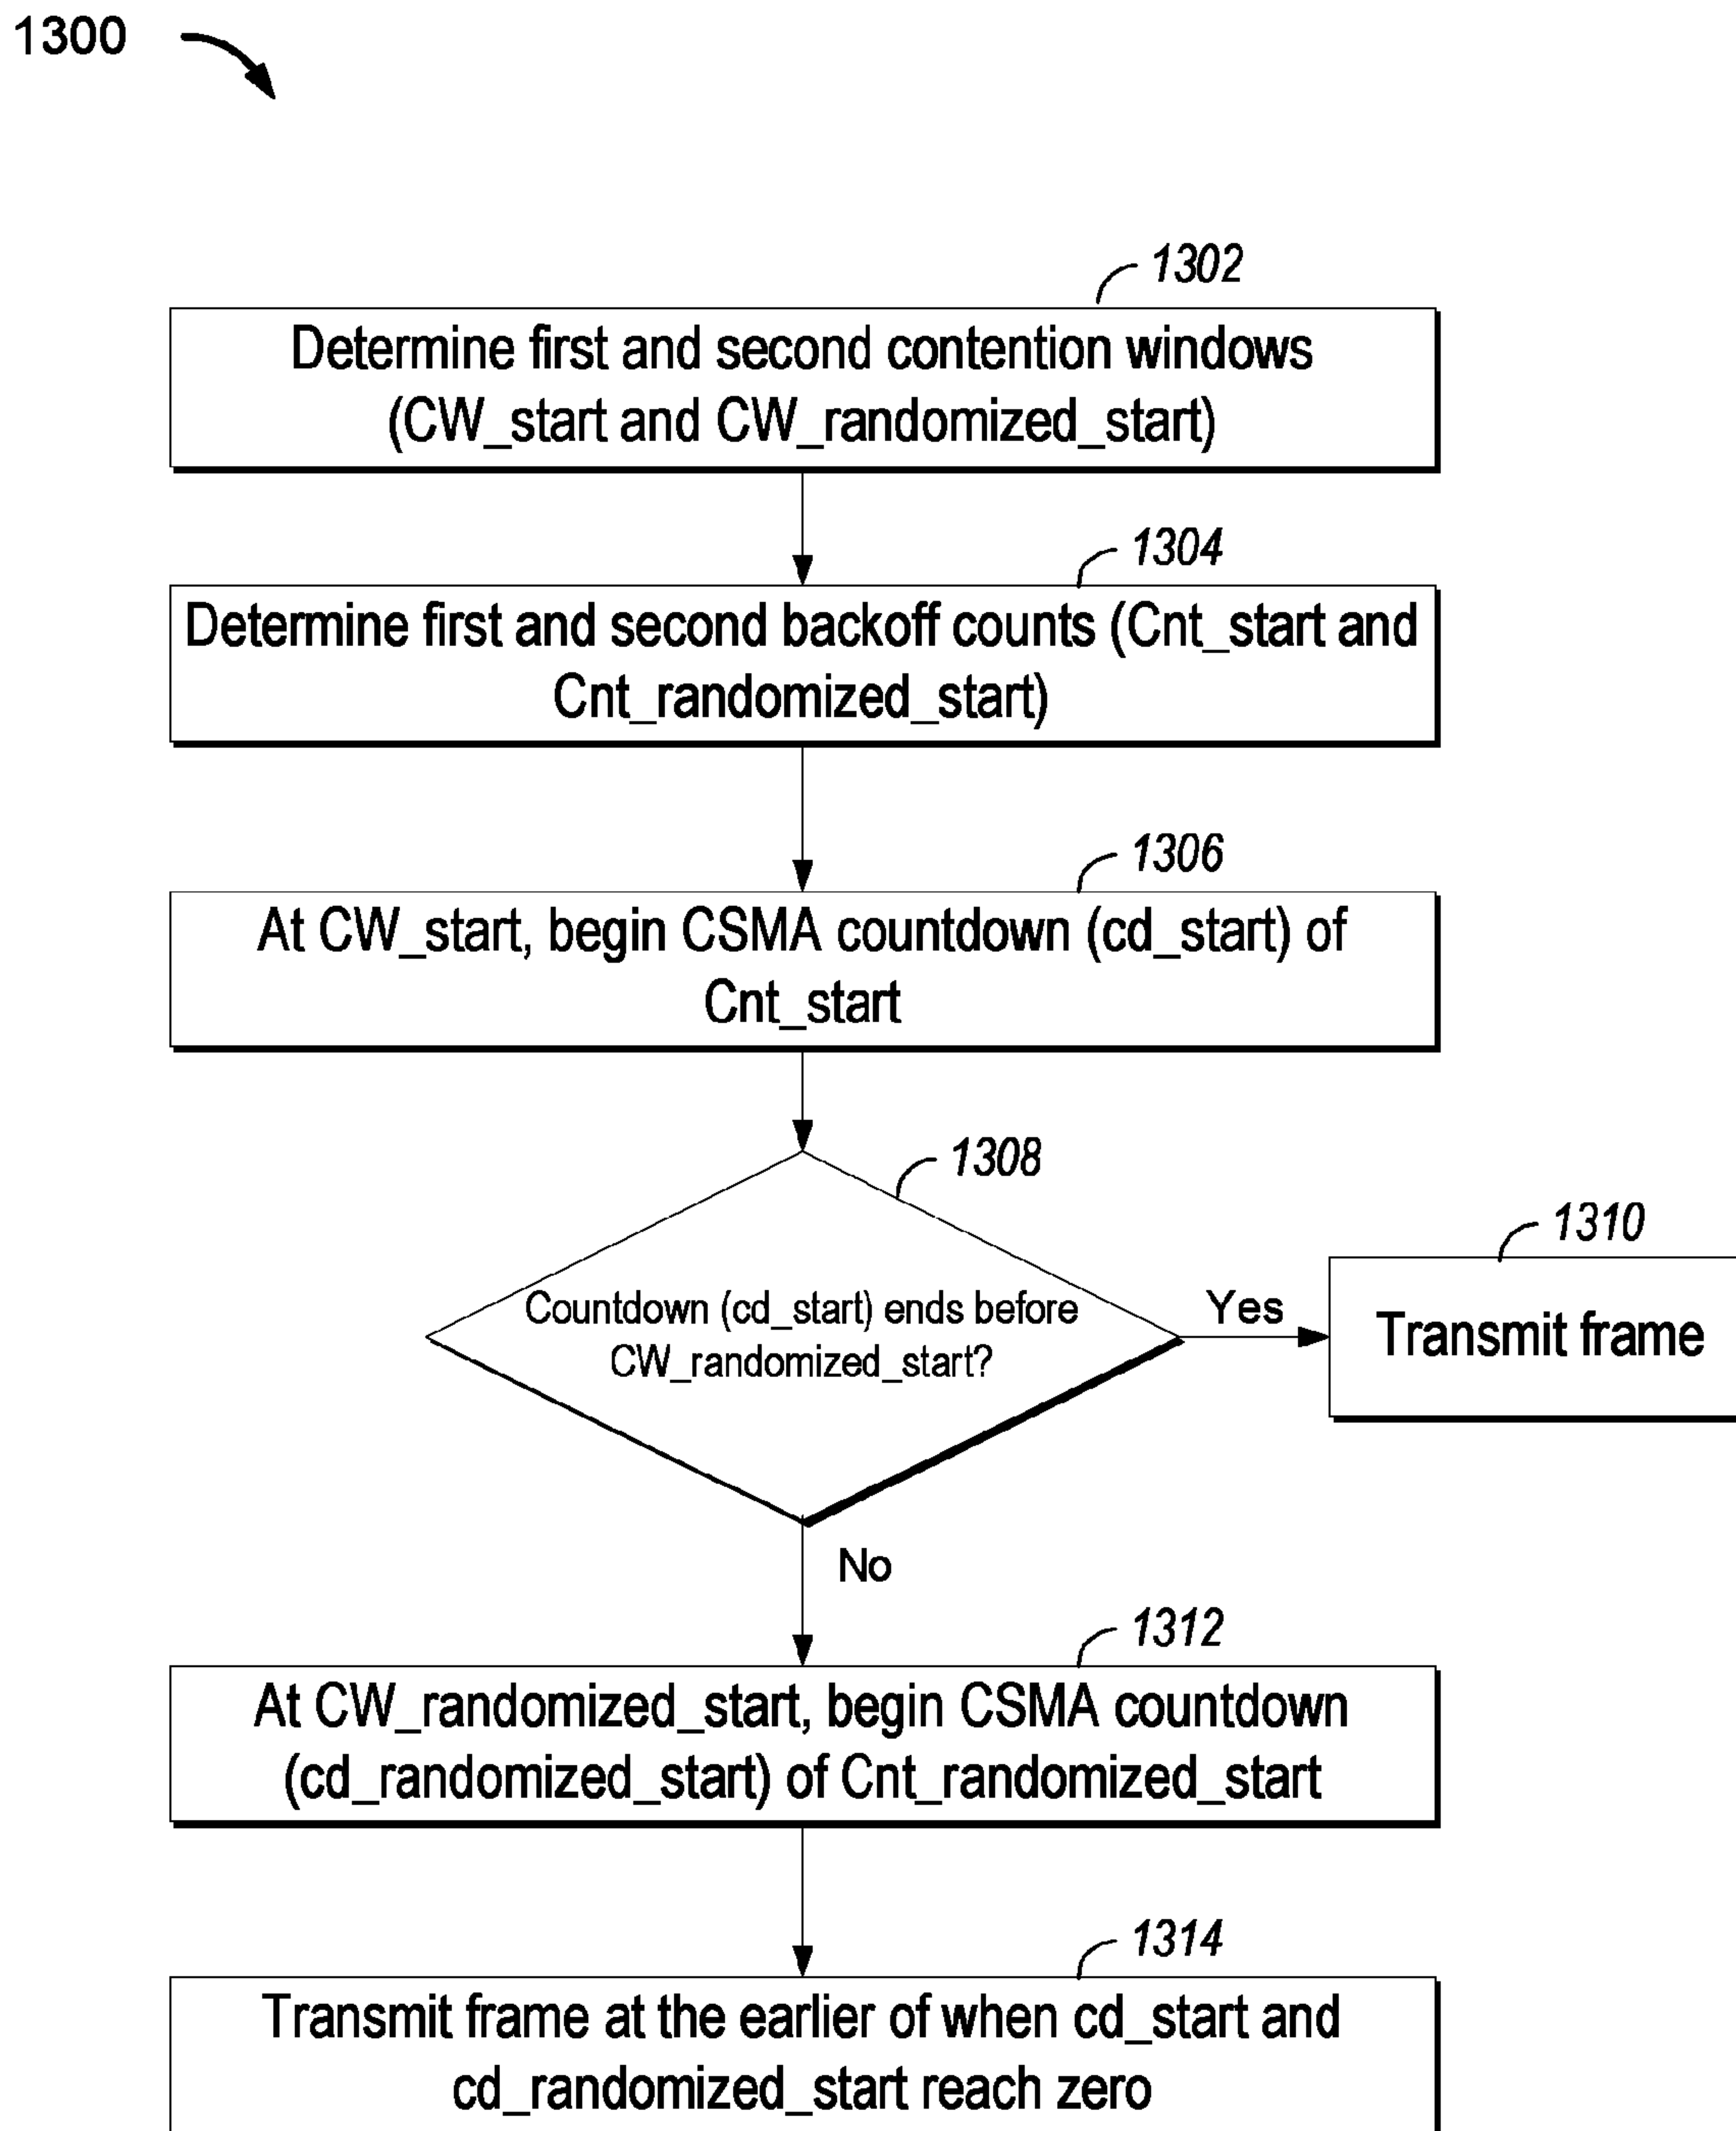 1300
1302
Determine first and second contention windows
(CW_start and CW_randomized_start)
1304
Determine first and second backoff counts (Cnt_start and
Cnt_randomized_start)
1306
At CW_start, begin CSMA countdown (cd_start) of
Cnt_start
1308
Countdown (cd_start) ends before
CW_randomized_start?
Yes
1310
Transmit frame
No
1312
At CW_randomized_start, begin CSMA countdown
(cd_randomized_start) of Cnt_randomized_start
1314
Transmit frame at the earlier of when cd_start and
cd_randomized_start reach zero